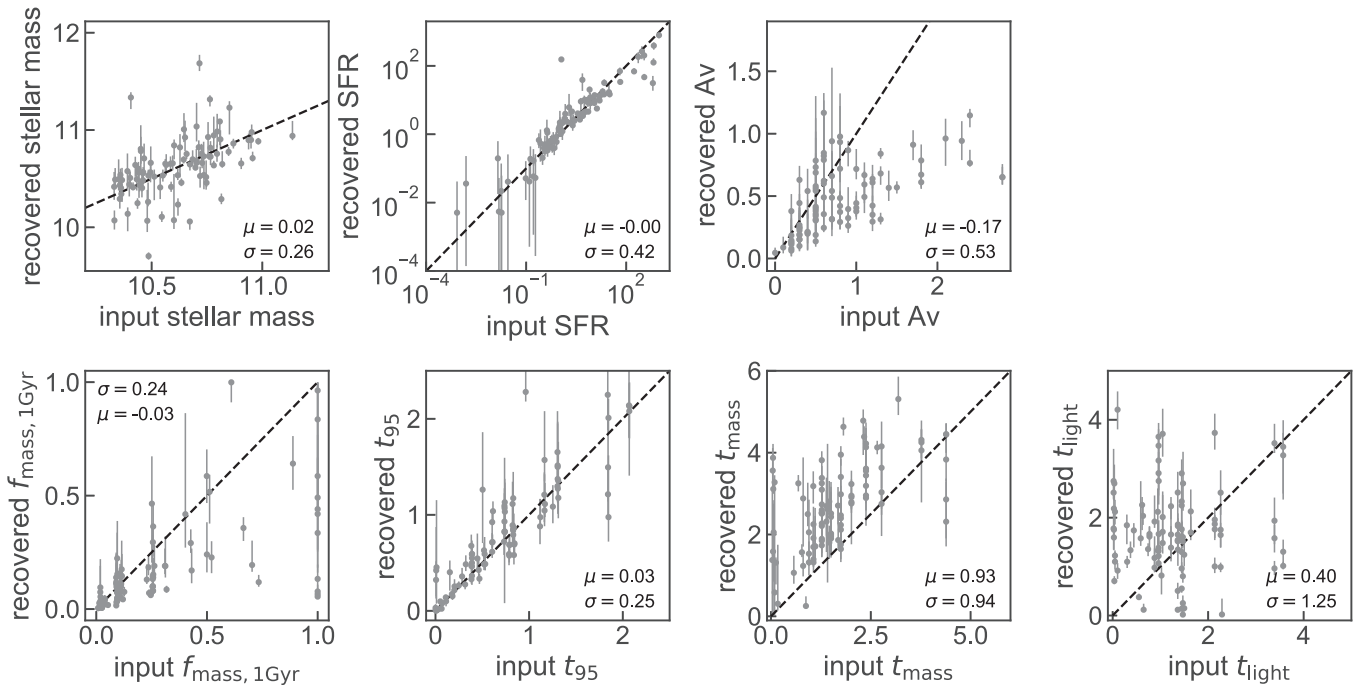 recovered stellar mass
12
11
10
10.5 11.0
input stellar mass
μ = 0.02
σ = 0.26
recovered SFR
10²
10⁰
10⁻²
10⁻⁴
10⁻⁴ 10⁻¹ 10²
input SFR
μ = -0.00
σ = 0.42
recovered Av
1.5
1.0
0.5
0.0
0 1 2
input Av
μ = -0.17
σ = 0.53
recovered f_mass, 1Gyr
1.0
0.5
0.0
0.0 0.5 1.0
input f_mass, 1Gyr
σ = 0.24
μ = -0.03
recovered t_95
2
1
0
0 1 2
input t_95
μ = 0.03
σ = 0.25
recovered t_mass
6
4
2
0
0.0 2.5 5.0
input t_mass
μ = 0.93
σ = 0.94
recovered t_light
4
2
0
0 2 4
input t_light
μ = 0.40
σ = 1.25